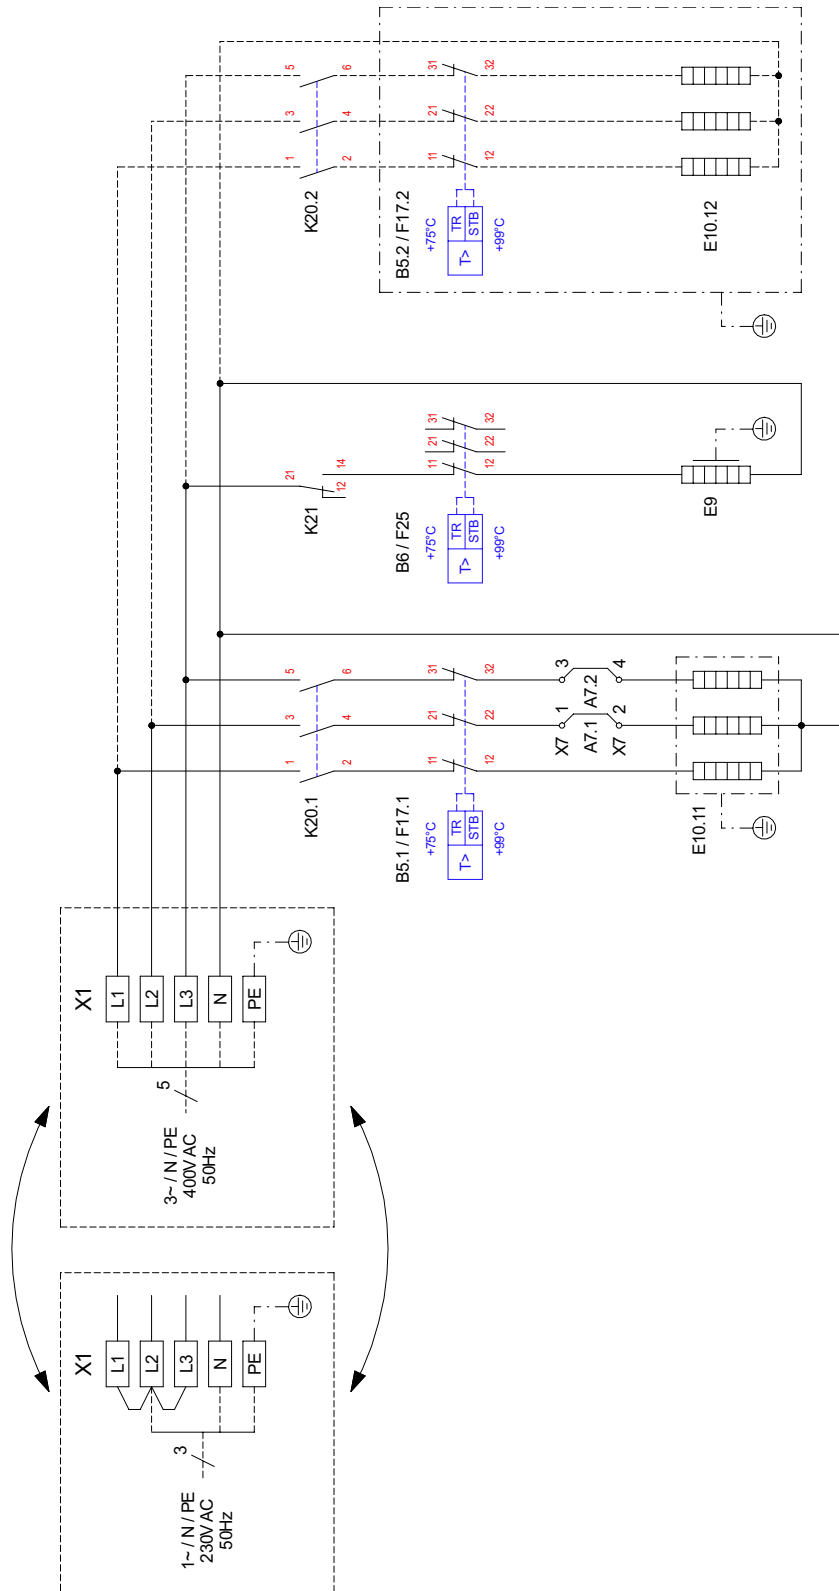 X1
L1
L2
L3
N
PE
3
1~ / N / PE
230V AC
50Hz
X1
L1
L2
L3
N
PE
5
3~ / N / PE
400V AC
50Hz
1
2
3
4
5
6
K20.1
11
12
21
22
31
32
B5.1 / F17.1
+75°C
T>
TR
STB
+99°C
X7
1
A7.1
X7
2
3
A7.2
4
E10.11
21
14
12
K21
11
12
21
22
31
32
B6 / F25
+75°C
T>
TR
STB
+99°C
E9
1
2
3
4
5
6
K20.2
11
12
21
22
31
32
B5.2 / F17.2
+75°C
T>
TR
STB
+99°C
E10.12